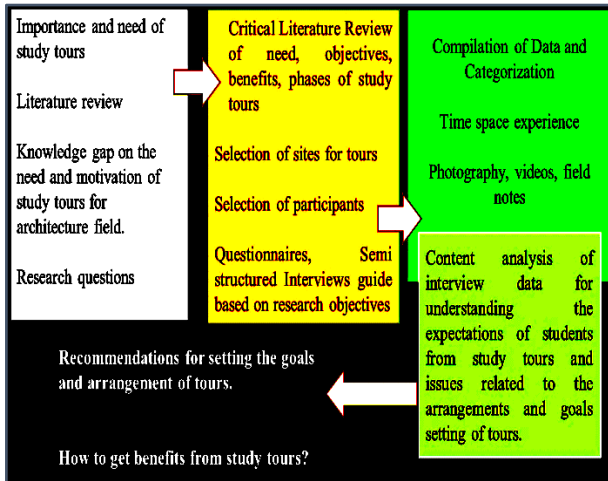 Importance and need of
study tours
Literature review
Knowledge gap on the
need and motivation of
study tours for
architecture field.
Research questions
Critical Literature Review
of need, objectives,
benefits, phases of study
tours
Selection of sites for tours
Selection of participants
Questionnaires, Semi
structured Interviews guide
based on research objectives
Compilation of Data and
Categorization
Time space experience
Photography, videos, field
notes
Content analysis of
interview data for
understanding the
expectations of students
from study tours and
issues related to the
arrangements and goals
setting of tours.
Recommendations for setting the goals
and arrangement of tours.
How to get benefits from study tours?